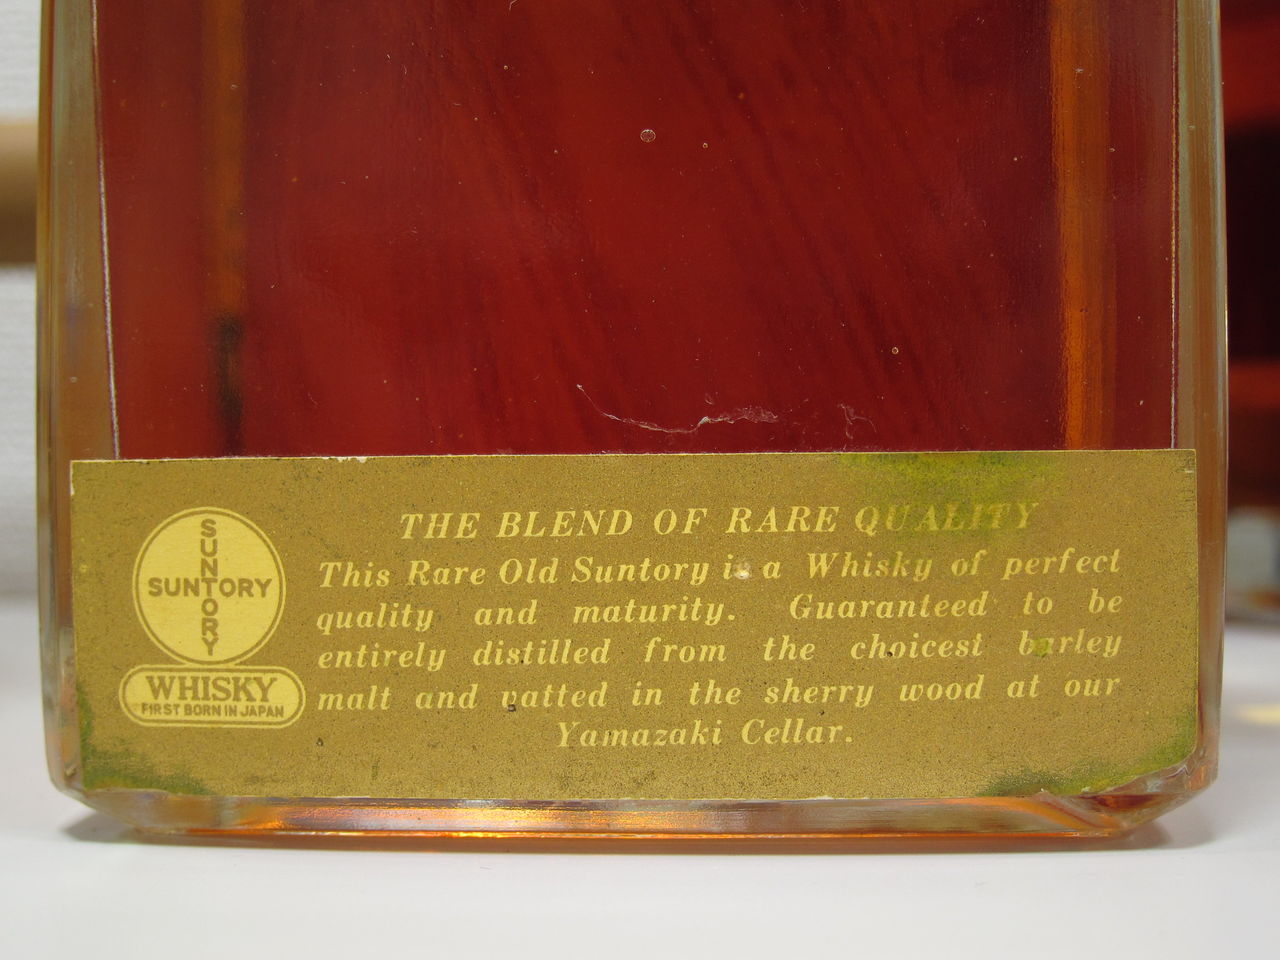 SUNTORY
SUNTORY
WHISKY
FIRST BORN IN JAPAN
THE BLEND OF RARE QUALITY
This Rare Old Suntory is a Whisky of perfect
quality and maturity. Guaranteed to be
entirely distilled from the choicest barley
malt and vatted in the sherry wood at our
Yamazaki Cellar.